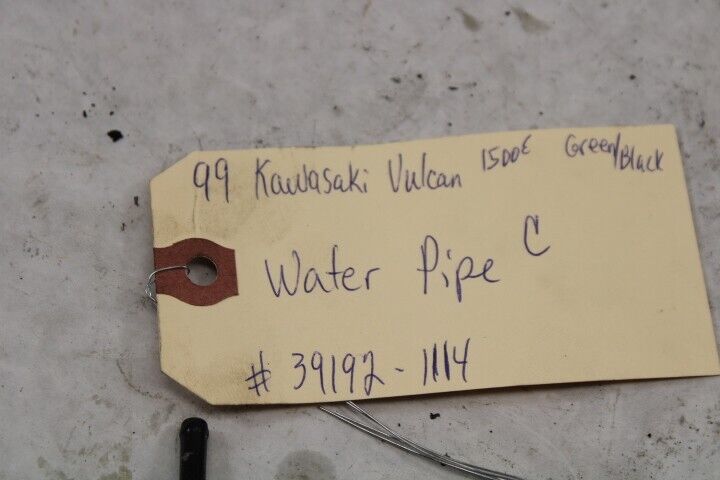 99 Kawasaki Vulcan 1500E Green/Black
Water Pipe C
# 39192-1114